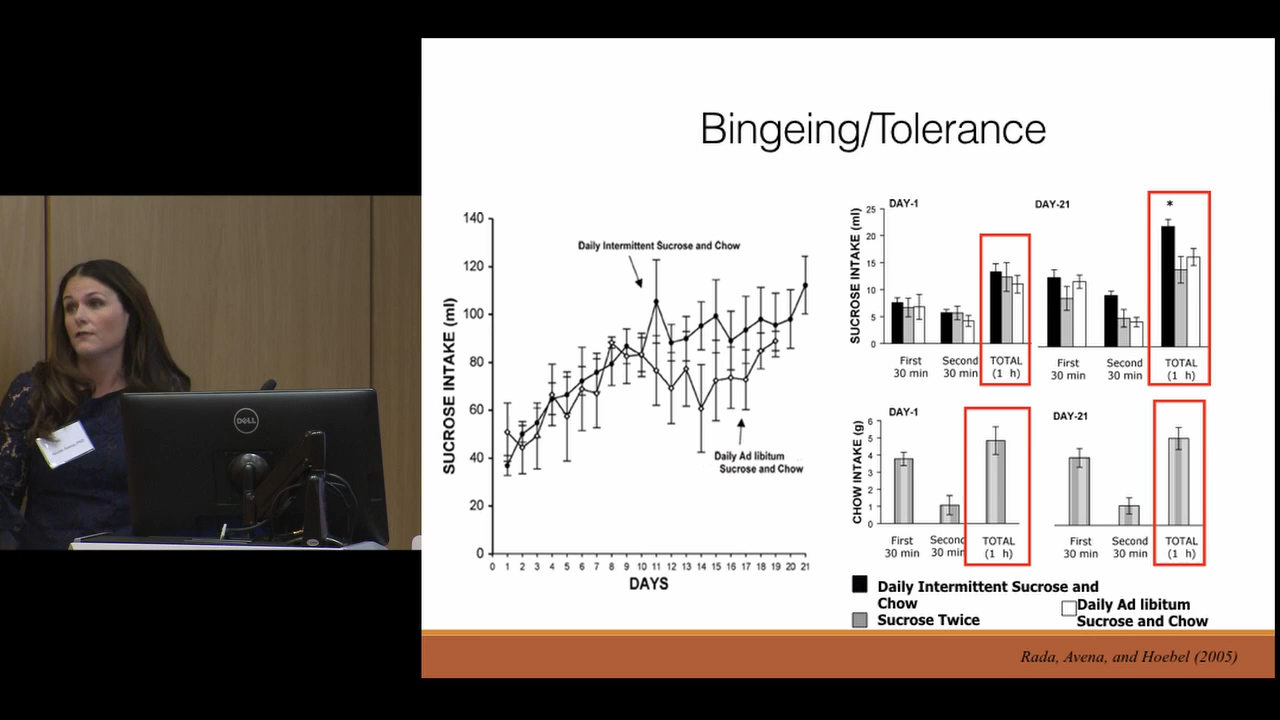 Bingeing/Tolerance
140
120
100
80
60
40
20
0
SUCROSE INTAKE (ml)
Daily Intermittent Sucrose and Chow
Daily Ad libitum
Sucrose and Chow
0 1 2 3 4 5 6 7 8 9 10 11 12 13 14 15 16 17 18 19 20 21
DAYS
DAY-1
DAY-21
*
25
20
15
10
5
0
SUCROSE INTAKE (ml)
First
30 min
Second
30 min
TOTAL
(1 h)
First
30 min
Second
30 min
TOTAL
(1 h)
DAY-1
DAY-21
6
5
4
3
2
1
0
CHOW INTAKE (g)
First
30 min
Second
30 min
TOTAL
(1 h)
First
30 min
Second
30 min
TOTAL
(1 h)
Daily Intermittent Sucrose and
Chow
Sucrose Twice
Daily Ad libitum
Sucrose and Chow
Rada, Avena, and Hoebel (2005)
DELL